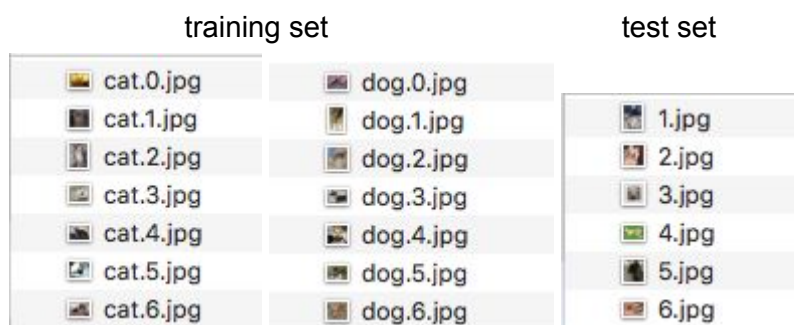 training set
test set
cat.0.jpg
cat.1.jpg
cat.2.jpg
cat.3.jpg
cat.4.jpg
cat.5.jpg
cat.6.jpg
dog.0.jpg
dog.1.jpg
dog.2.jpg
dog.3.jpg
dog.4.jpg
dog.5.jpg
dog.6.jpg
1.jpg
2.jpg
3.jpg
4.jpg
5.jpg
6.jpg